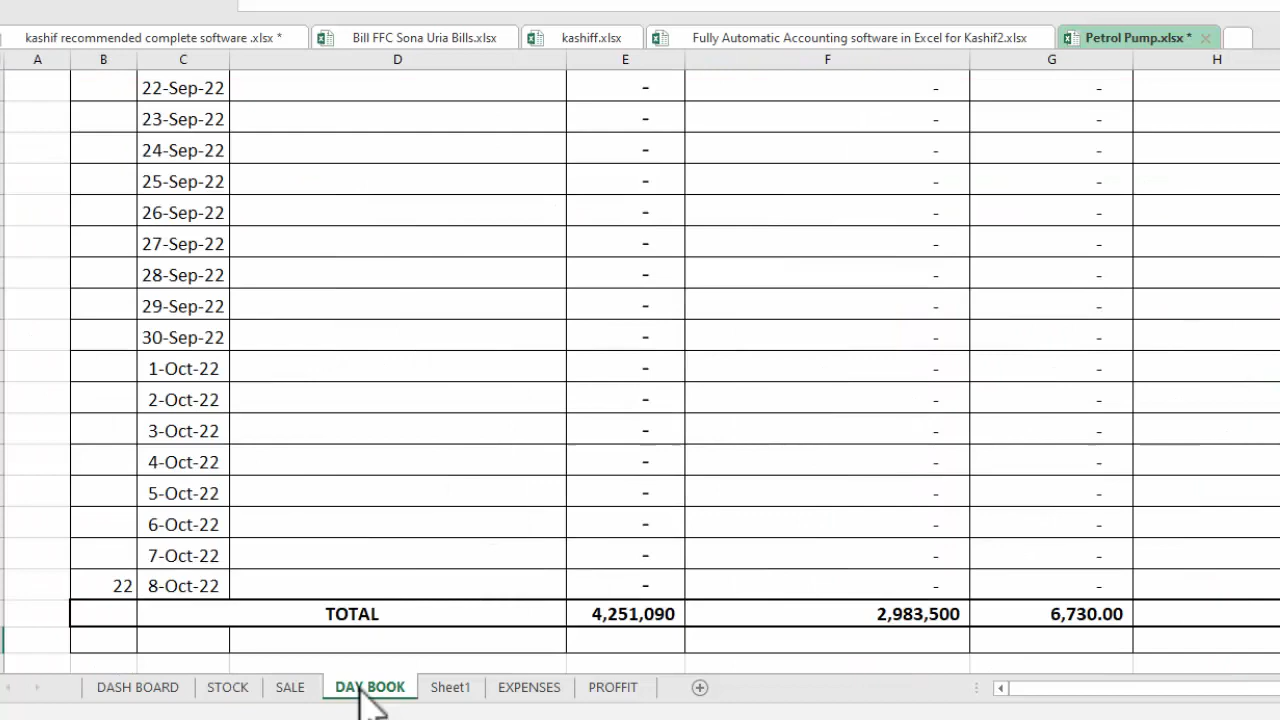 kashif recommended complete software .xlsx * Bill FFC Sona Uria Bills.xlsx kashiff.xlsx Fully Automatic Accounting software in Excel for Kashif2.xlsx Petrol Pump.xlsx *
A B C D E F G H
22-Sep-22 - - -
23-Sep-22 - - -
24-Sep-22 - - -
25-Sep-22 - - -
26-Sep-22 - - -
27-Sep-22 - - -
28-Sep-22 - - -
29-Sep-22 - - -
30-Sep-22 - - -
1-Oct-22 - - -
2-Oct-22 - - -
3-Oct-22 - - -
4-Oct-22 - - -
5-Oct-22 - - -
6-Oct-22 - - -
7-Oct-22 - - -
22 8-Oct-22 - - -
TOTAL 4,251,090 2,983,500 6,730.00
DASH BOARD STOCK SALE DAY BOOK Sheet1 EXPENSES PROFFIT